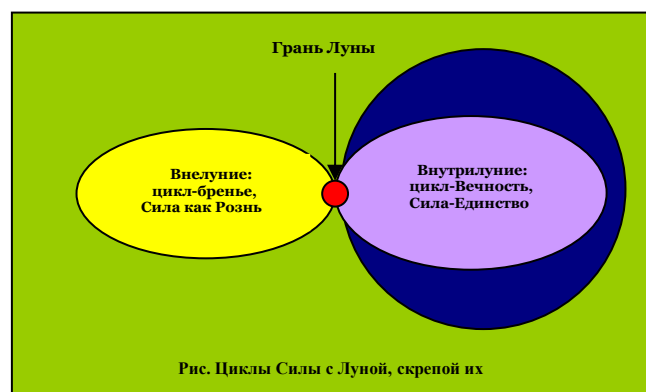 Грань Луны
Внелуние:
цикл-бренье,
Сила как Рознь
Внутрилуние:
цикл-Вечность,
Сила-Единство
Рис. Циклы Силы с Луной, скрепой их